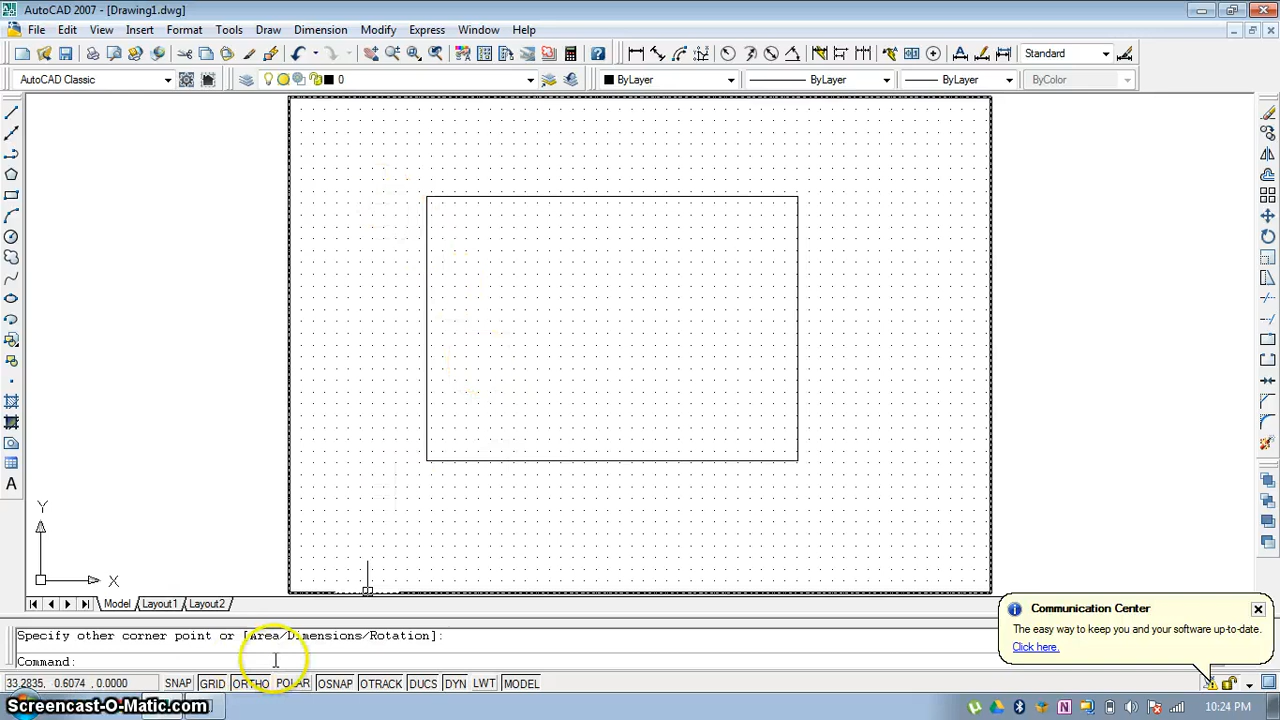 AutoCAD 2007 - [Drawing1.dwg]
File Edit View Insert Format Tools Draw Dimension Modify Express Window Help
Standard
AutoCAD Classic 0 ByLayer ByLayer ByLayer ByColor
Y
X
Model Layout1 Layout2
Specify other corner point or [Area/Dimensions/Rotation]:
Command:
Communication Center
The easy way to keep you and your software up-to-date.
Click here.
33.2835, 0.6074 , 0.0000 SNAP GRID ORTHO POLAR OSNAP OTRACK DUCS DYN LWT MODEL
Screencast-O-Matic.com
10:24 PM